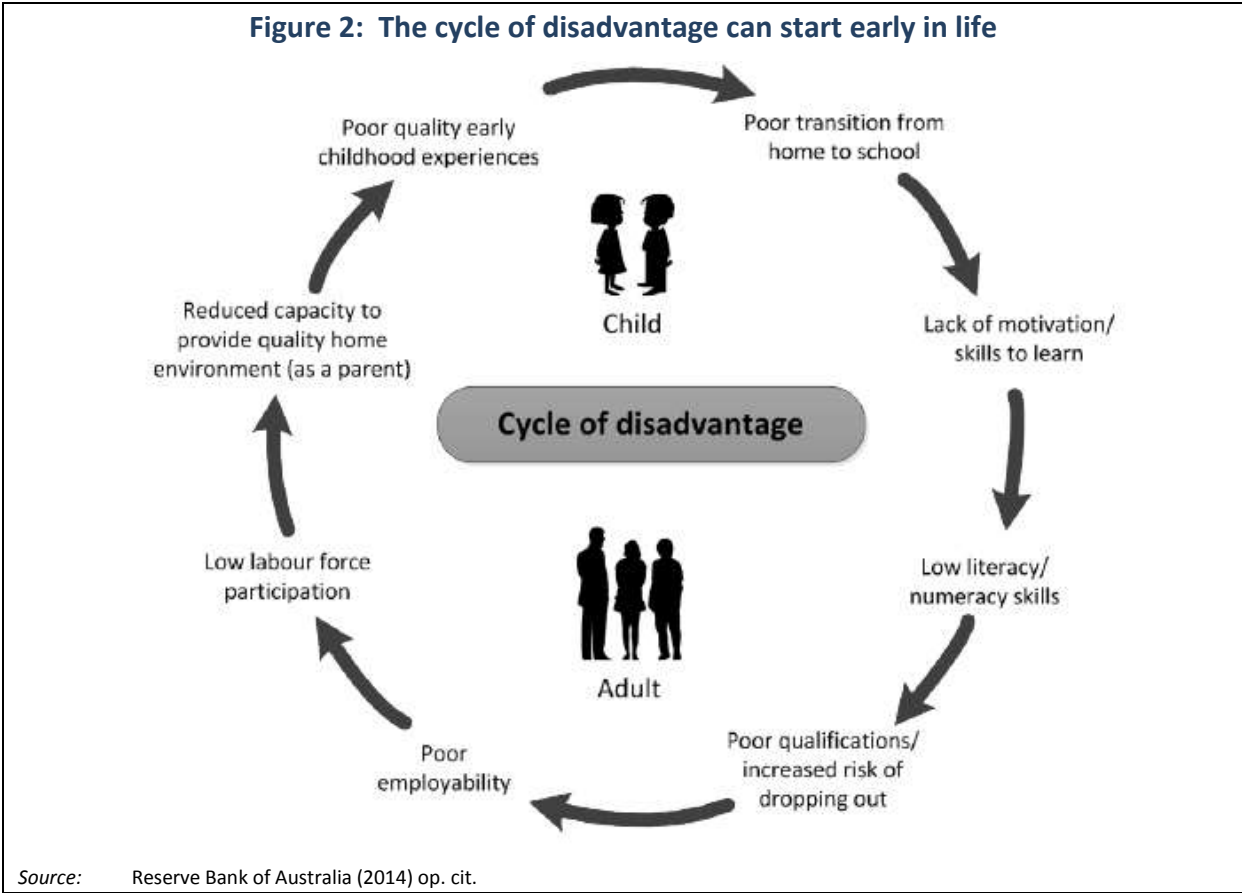 Figure 2: The cycle of disadvantage can start early in life
Poor quality early
childhood experiences
Poor transition from
home to school
Lack of motivation/
skills to learn
Low literacy/
numeracy skills
Poor qualifications/
increased risk of
dropping out
Poor
employability
Low labour force
participation
Reduced capacity to
provide quality home
environment (as a parent)
Child
Cycle of disadvantage
Adult
Source: Reserve Bank of Australia (2014) op. cit.